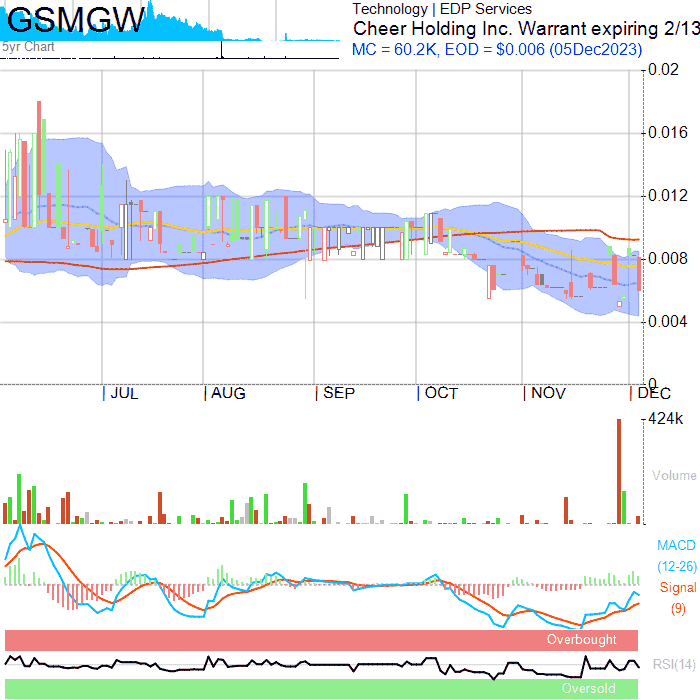 GSMGW
5yr Chart
Technology | EDP Services
Cheer Holding Inc. Warrant expiring 2/13
MC = 60.2K, EOD = $0.006 (05Dec2023)
0.02
0.016
0.012
0.008
0.004
0
JUL AUG SEP OCT NOV DEC
424k
Volume
MACD
(12-26)
Signal
(9)
Overbought
RSI(14)
Oversold